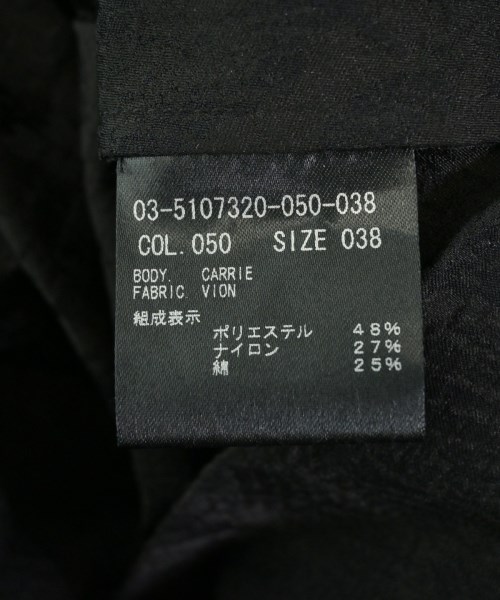 03-5107320-050-038
COL. 050 SIZE 038
BODY. CARRIE
FABRIC VION
組成表示
ポリエステル 48%
ナイロン 27%
綿 25%